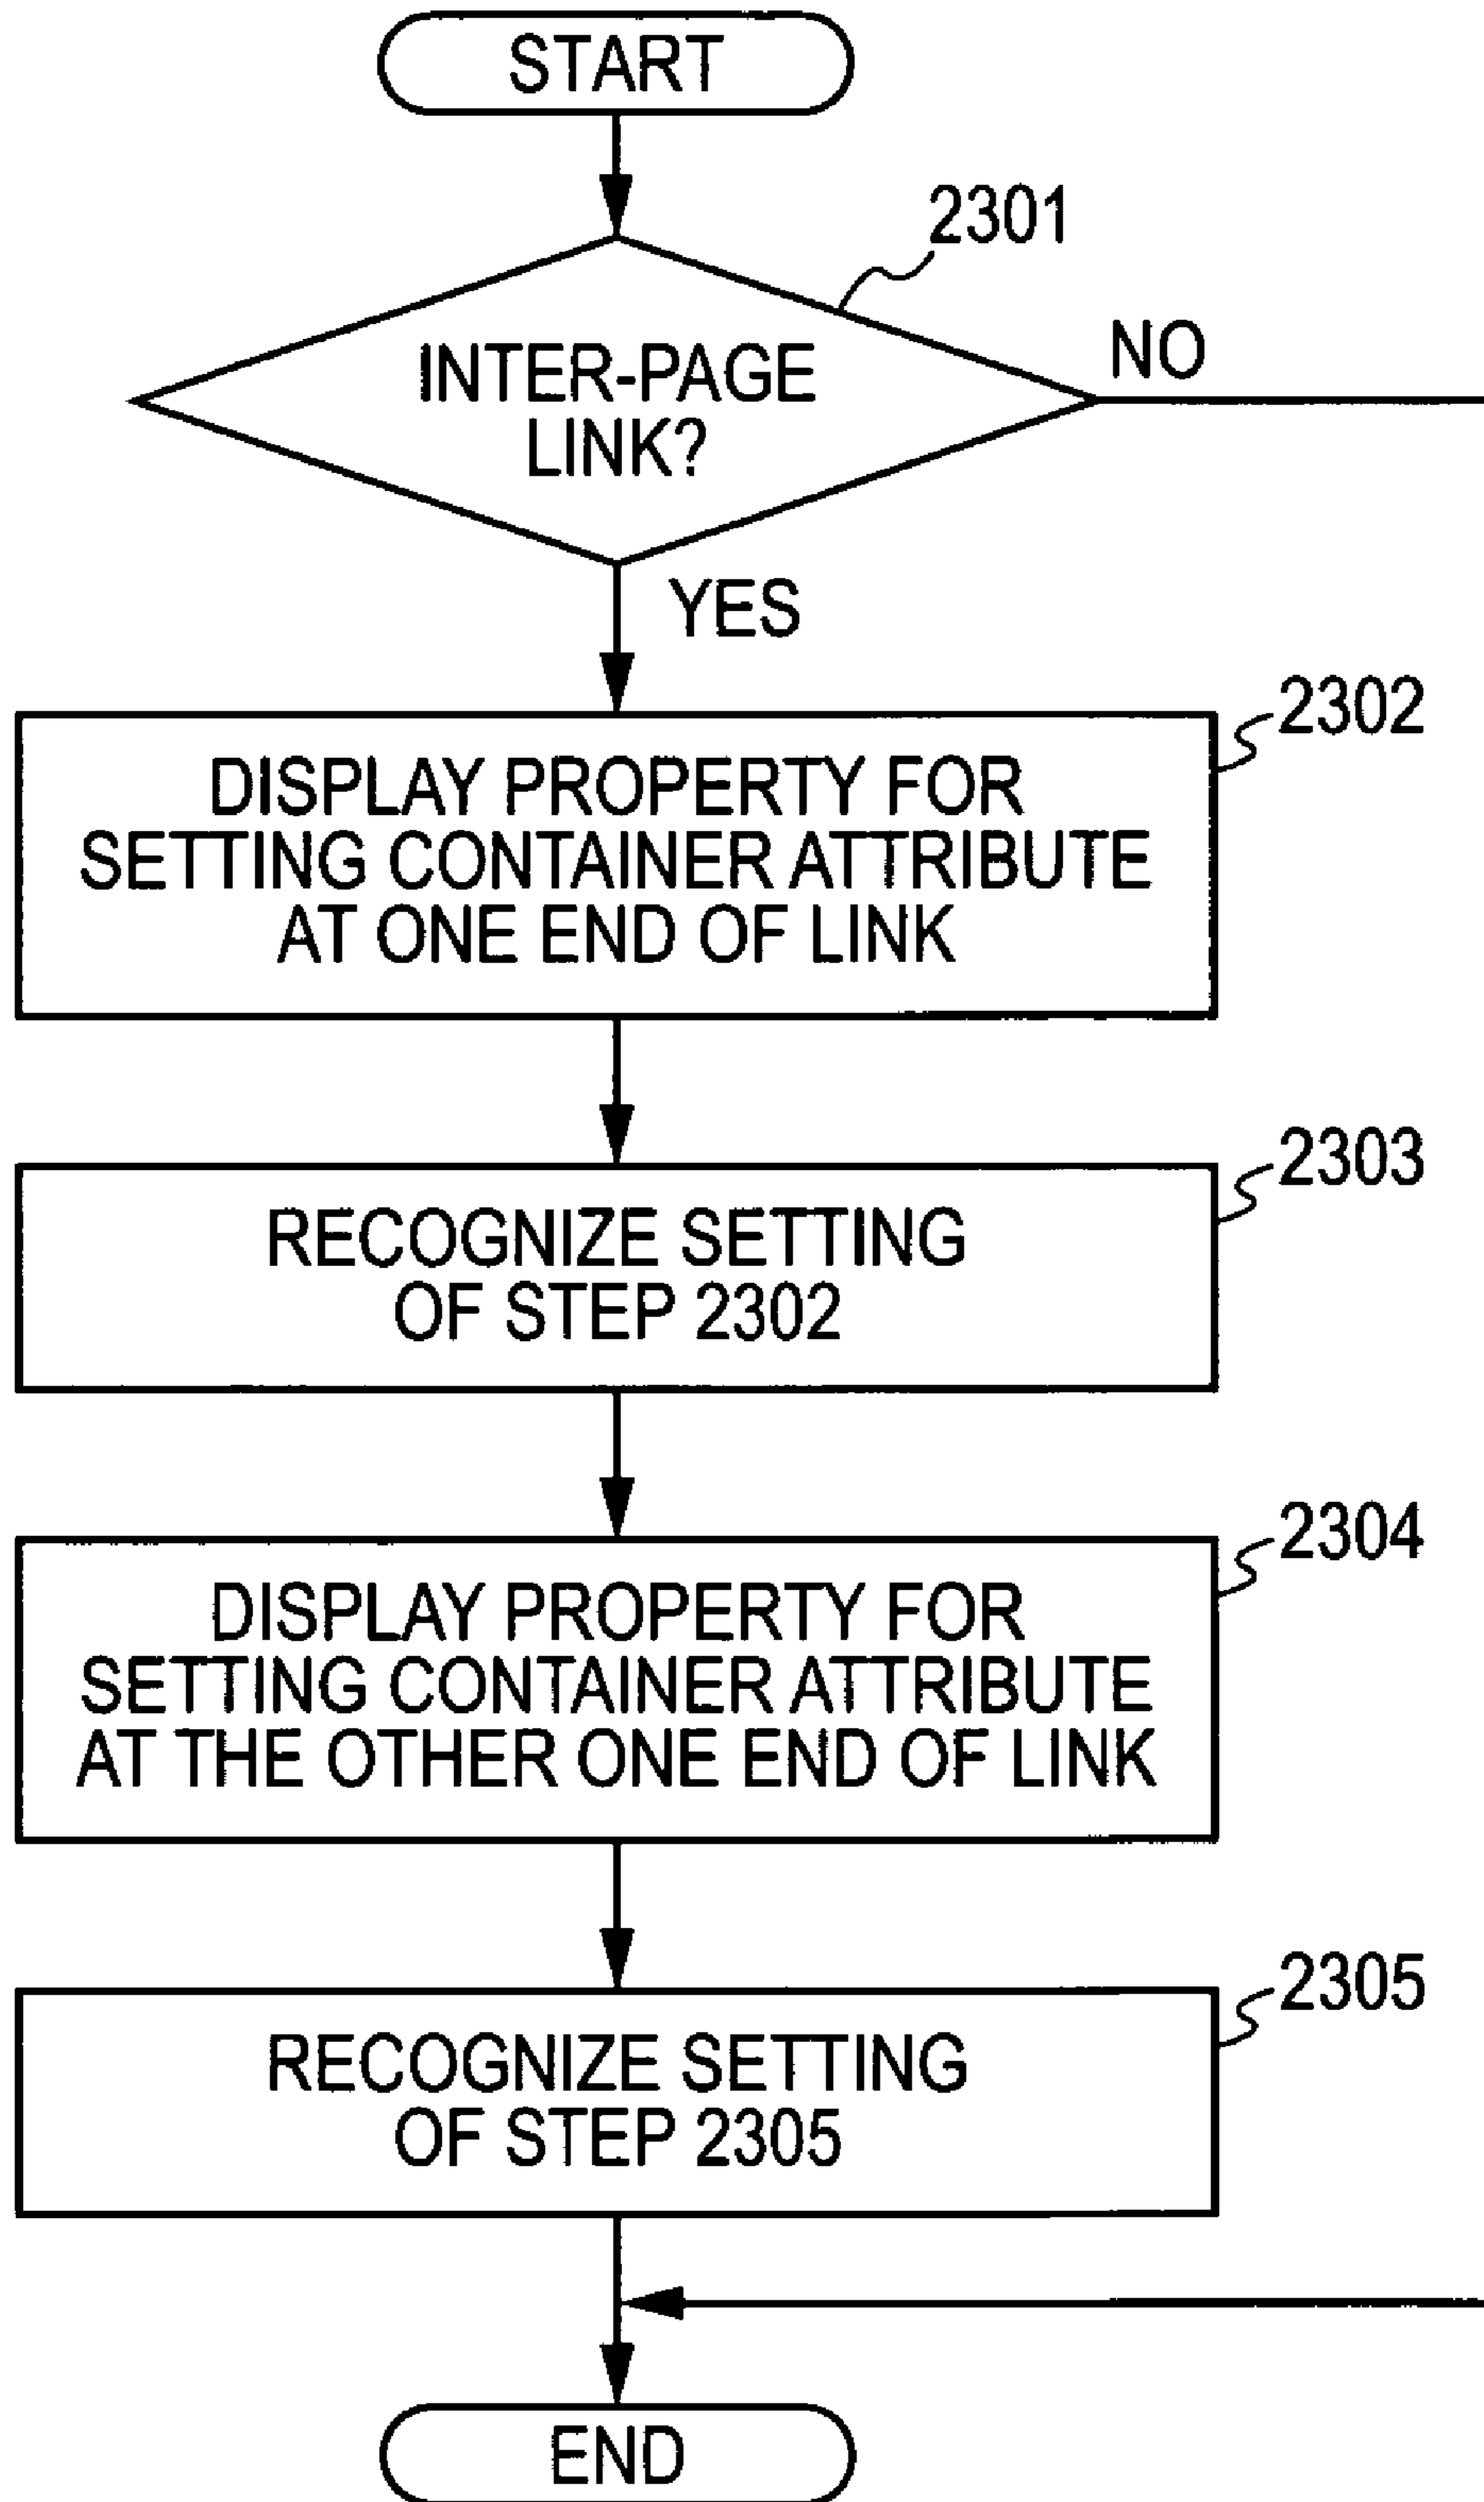 START
2301
INTER-PAGE
LINK?
NO
YES
2302
DISPLAY PROPERTY FOR
SETTING CONTAINER ATTRIBUTE
AT ONE END OF LINK
2303
RECOGNIZE SETTING
OF STEP 2302
2304
DISPLAY PROPERTY FOR
SETTING CONTAINER ATTRIBUTE
AT THE OTHER ONE END OF LINK
2305
RECOGNIZE SETTING
OF STEP 2305
END